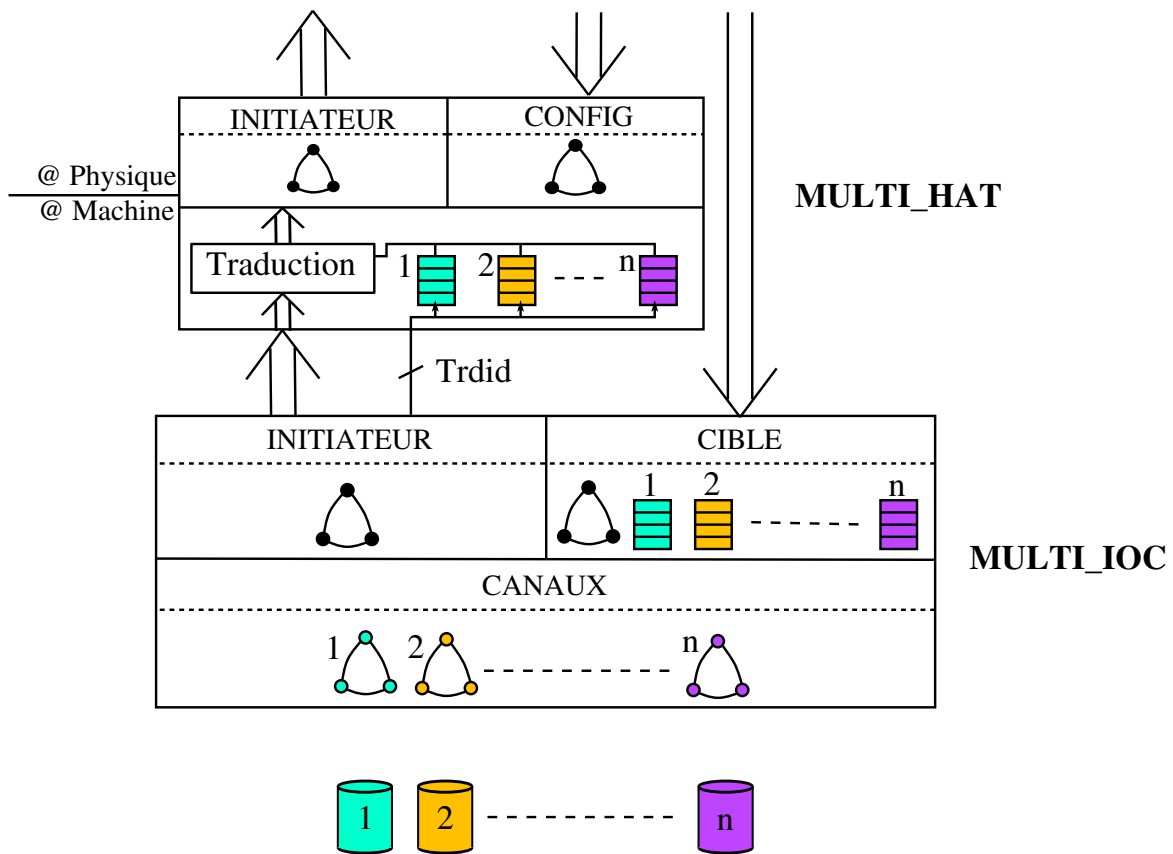 INITIATEUR CONFIG
@ Physique
@ Machine
MULTI_HAT
Traduction 1 2 n
Trdid
INITIATEUR CIBLE
1 2 n
MULTI_IOC
CANAUX
1 2 n
1 2 n